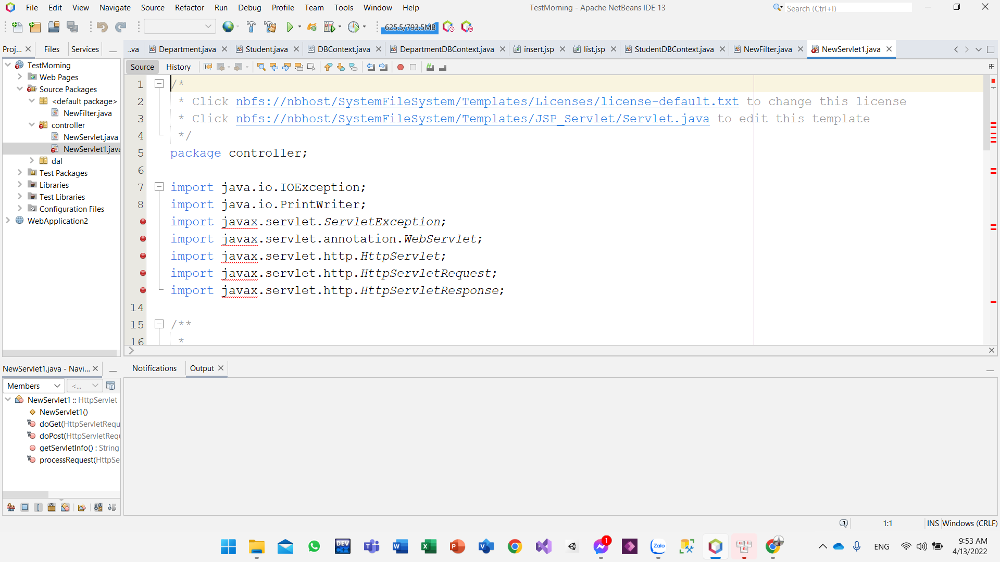 File Edit View Navigate Source Refactor Run Debug Profile Team Tools Window Help TestMorning - Apache NetBeans IDE 13 Search (Ctrl+I)
625.5/793.5MB
Proj... Files Services
..va Department.java Student.java DBContext.java DepartmentDBContext.java insert.jsp list.jsp StudentDBContext.java NewFilter.java NewServlet1.java
Source History
TestMorning
Web Pages
Source Packages
<default package>
NewFilter.java
controller
NewServlet.java
NewServlet1.java
dal
Test Packages
Libraries
Test Libraries
Configuration Files
WebApplication2
1 /*
2 * Click nbfs://nbhost/SystemFileSystem/Templates/Licenses/license-default.txt to change this license
3 * Click nbfs://nbhost/SystemFileSystem/Templates/JSP_Servlet/Servlet.java to edit this template
4 */
5 package controller;
6
7 import java.io.IOException;
8 import java.io.PrintWriter;
import javax.servlet.ServletException;
import javax.servlet.annotation.WebServlet;
import javax.servlet.http.HttpServlet;
import javax.servlet.http.HttpServletRequest;
import javax.servlet.http.HttpServletResponse;
14
15 /**
16 *
NewServlet1.java - Navi...
Members <...
NewServlet1 :: HttpServlet
NewServlet1()
doGet(HttpServletRequ
doPost(HttpServletRequ
getServletInfo() : String
processRequest(HttpSe
Notifications Output
1 1:1 INS Windows (CRLF)
DEV C++ Zalo 1 ENG 9:53 AM
4/13/2022